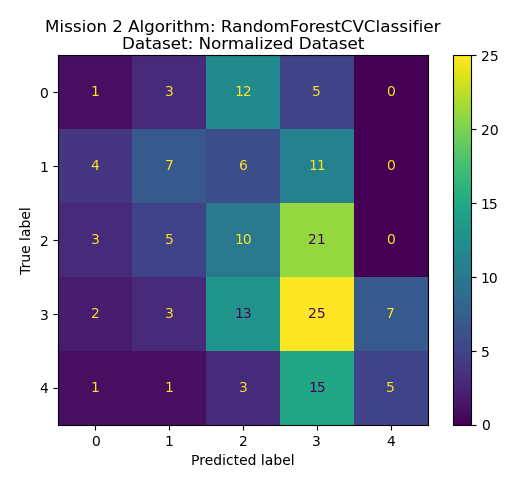 Mission 2 Algorithm: RandomForestCVClassifier
Dataset: Normalized Dataset
0 1 3 12 5 0
1 4 7 6 11 0
2 3 5 10 21 0
3 2 3 13 25 7
4 1 1 3 15 5
0 1 2 3 4
True label
Predicted label
25
20
15
10
5
0